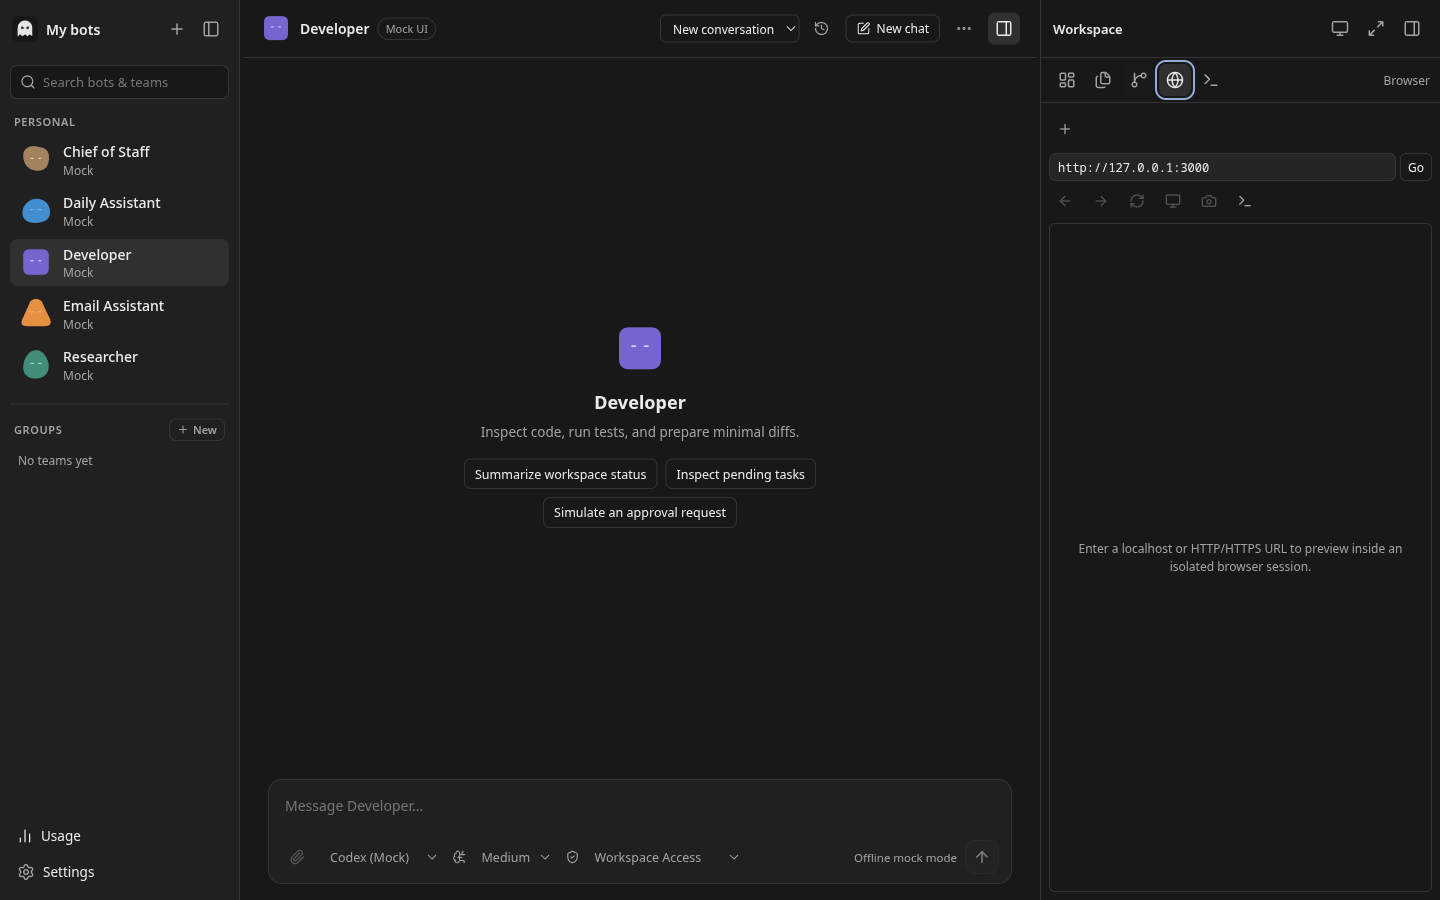 My bots
Search bots & teams
PERSONAL
Chief of Staff
Mock
Daily Assistant
Mock
Developer
Mock
Email Assistant
Mock
Researcher
Mock
GROUPS
New
No teams yet
Usage
Settings
Developer
Mock UI
New conversation
New chat
Developer
Inspect code, run tests, and prepare minimal diffs.
Summarize workspace status
Inspect pending tasks
Simulate an approval request
Message Developer...
Codex (Mock)
Medium
Workspace Access
Offline mock mode
Workspace
Browser
http://127.0.0.1:3000
Go
Enter a localhost or HTTP/HTTPS URL to preview inside an
isolated browser session.